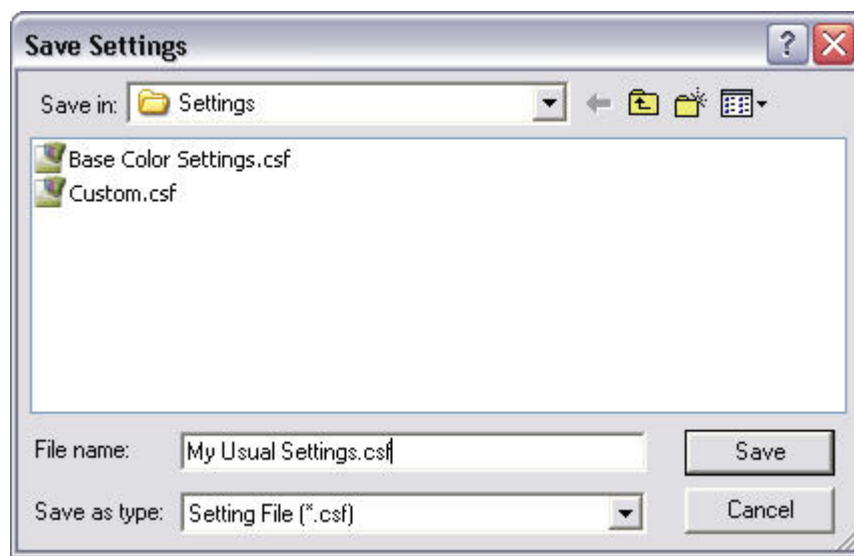 Save Settings
Save in: Settings
Base Color Settings.csf
Custom.csf
File name: My Usual Settings.csf Save
Save as type: Setting File (*.csf) Cancel